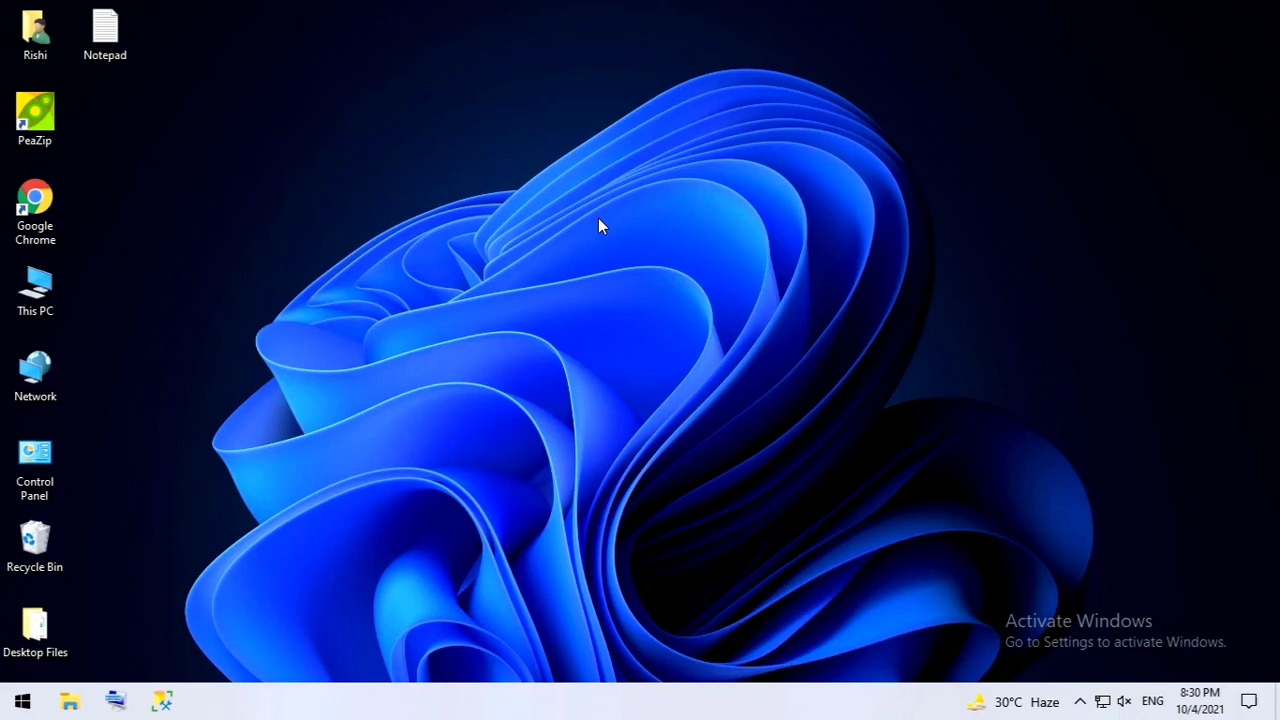 Rishi
Notepad
PeaZip
Google
Chrome
This PC
Network
Control
Panel
Recycle Bin
Desktop Files
Activate Windows
Go to Settings to activate Windows.
30°C Haze
ENG
8:30 PM
10/4/2021